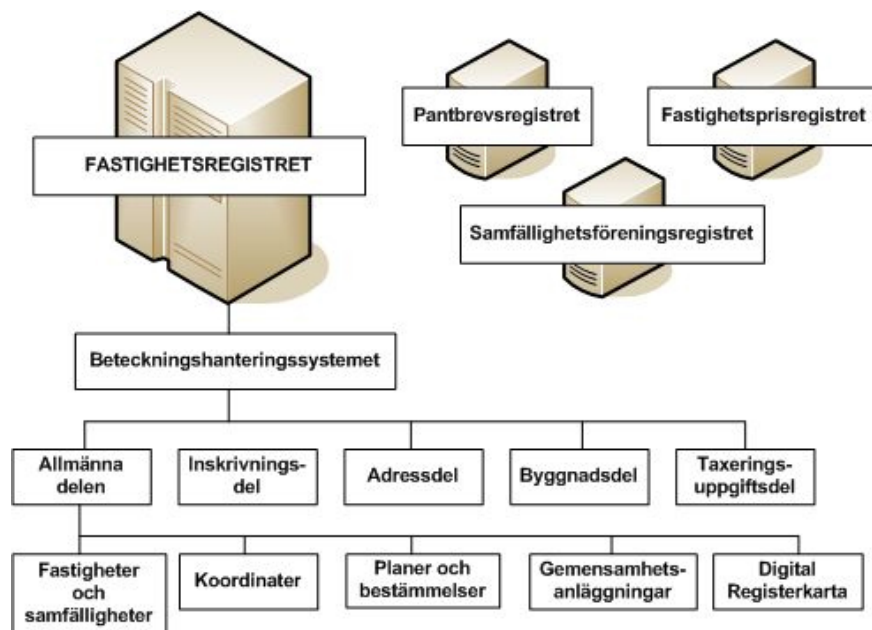 Pantbrevsregistret
Fastighetsprisregistret
FASTIGHETSREGISTRET
Samfällighetsföreningsregistret
Beteckningshanteringssystemet
Allmänna
delen
Inskrivnings-
del
Adressdel
Byggnadsdel
Taxerings-
uppgiftsdel
Fastigheter
och
samfälligheter
Koordinater
Planer och
bestämmelser
Gemensamhets-
anläggningar
Digital
Registerkarta